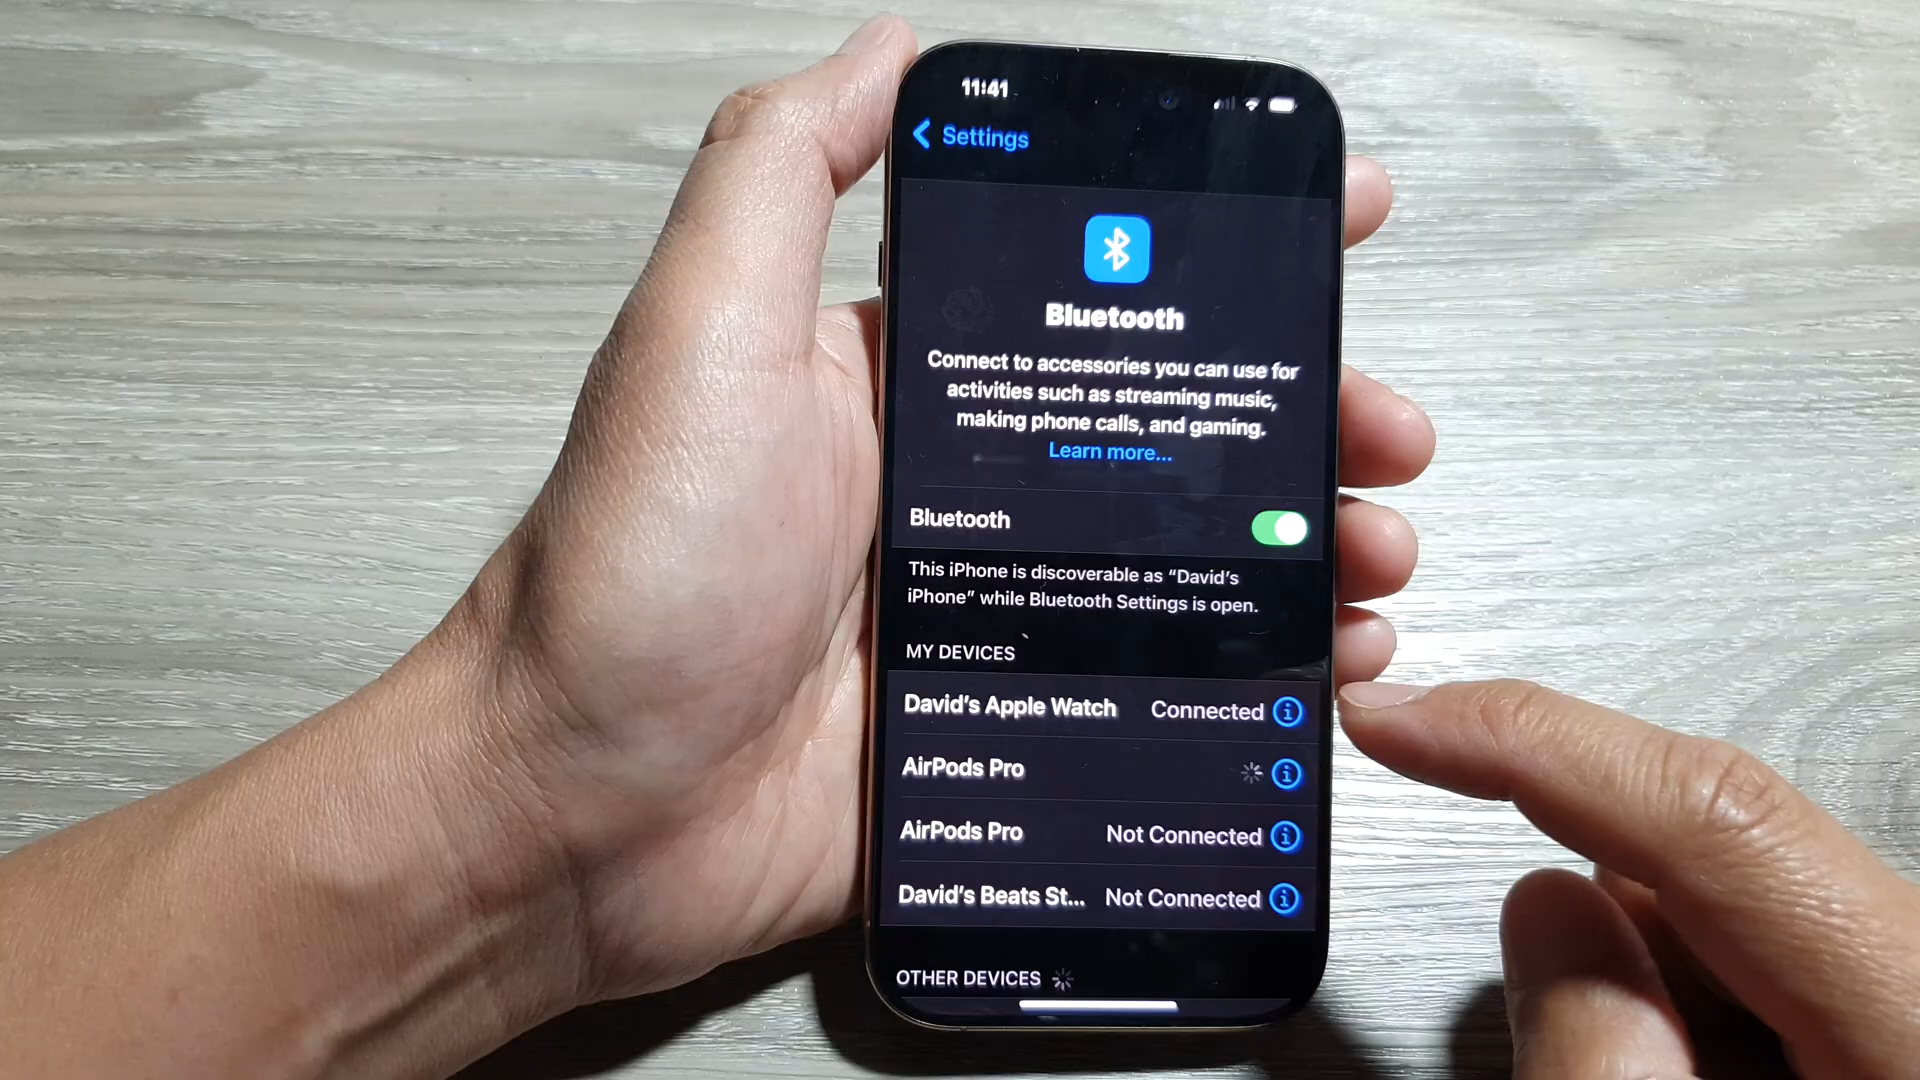 11:41
Settings
Bluetooth
Connect to accessories you can use for
activities such as streaming music,
making phone calls, and gaming.
Learn more...
Bluetooth
This iPhone is discoverable as “David’s
iPhone” while Bluetooth Settings is open.
MY DEVICES
David’s Apple Watch Connected
AirPods Pro
AirPods Pro Not Connected
David’s Beats St... Not Connected
OTHER DEVICES